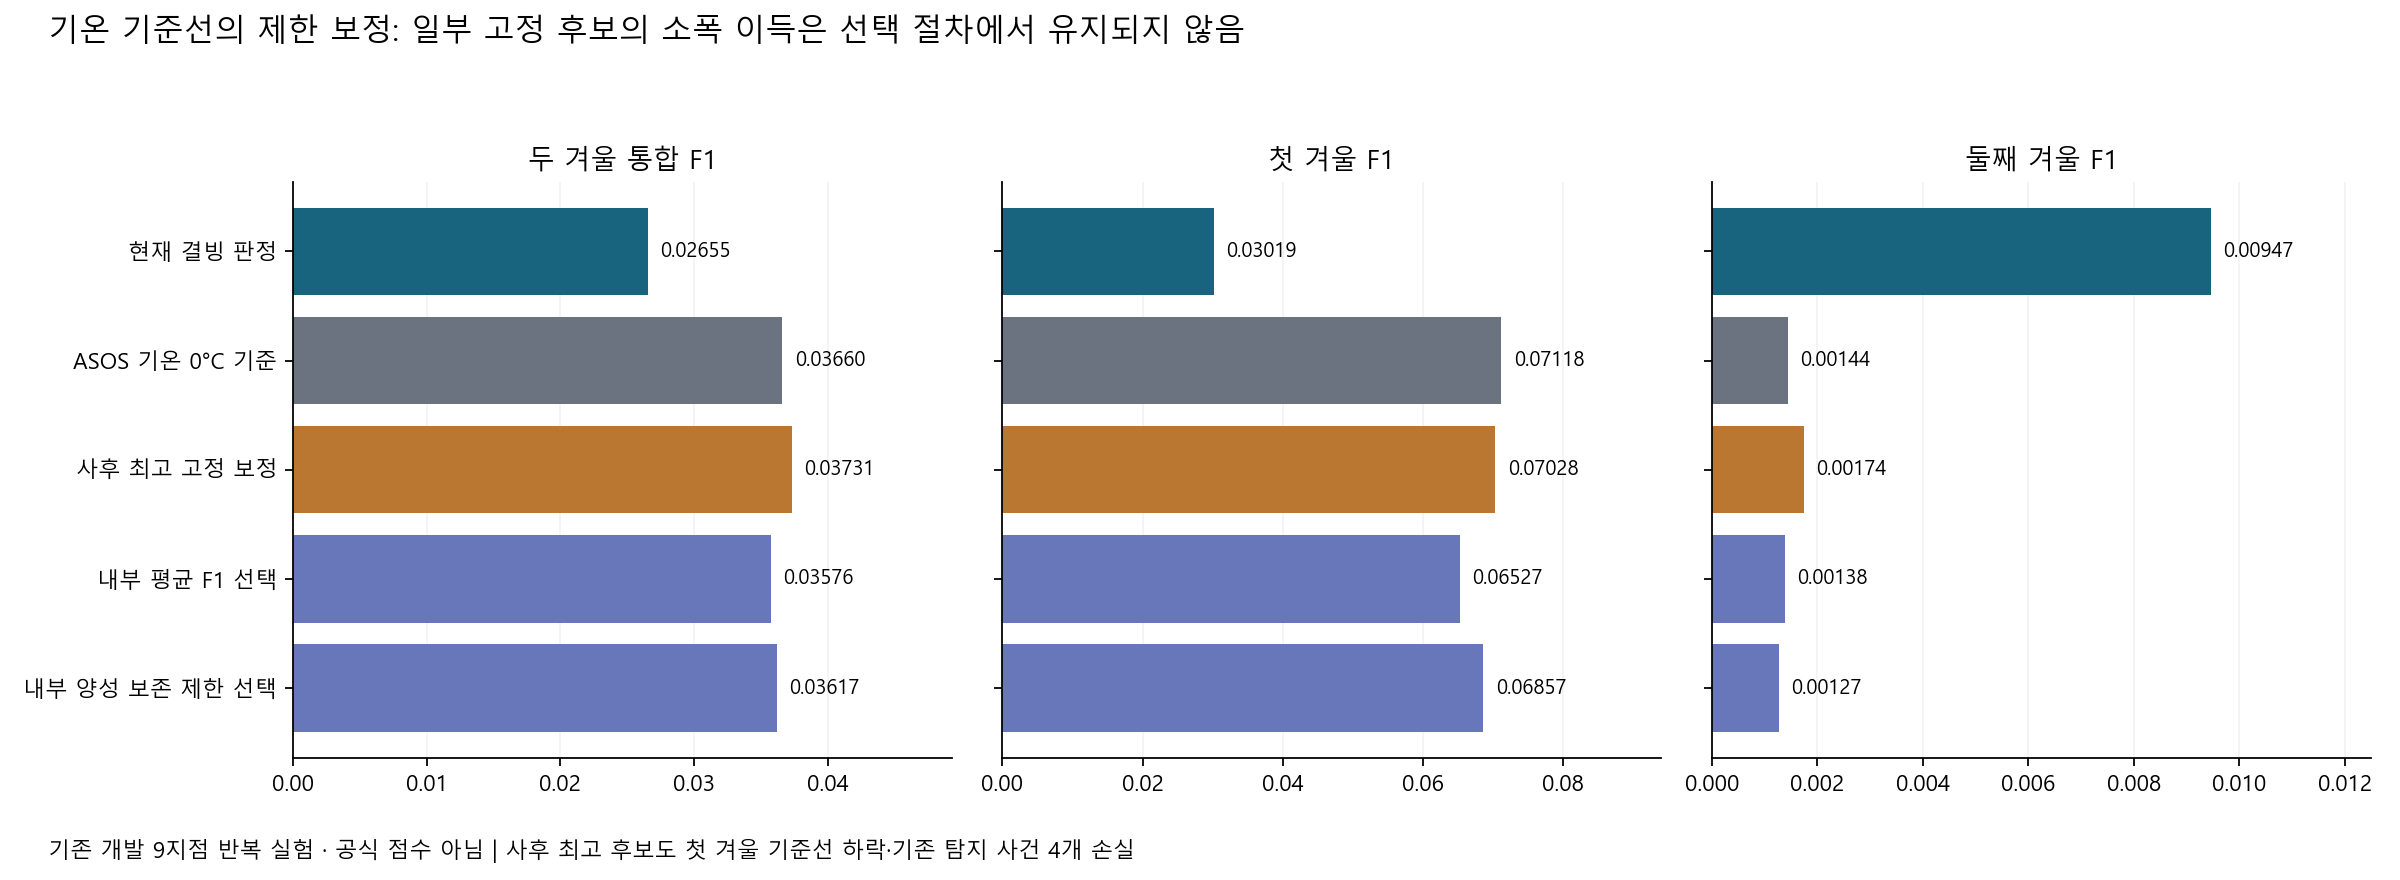 기온 기준선의 제한 보정: 일부 고정 후보의 소폭 이득은 선택 절차에서 유지되지 않음
두 겨울 통합 F1
현재 결빙 판정
0.02655
ASOS 기온 0°C 기준
0.03660
사후 최고 고정 보정
0.03731
내부 평균 F1 선택
0.03576
내부 양성 보존 제한 선택
0.03617
0.00 0.01 0.02 0.03 0.04
첫 겨울 F1
0.03019
0.07118
0.07028
0.06527
0.06857
0.00 0.02 0.04 0.06 0.08
둘째 겨울 F1
0.00947
0.00144
0.00174
0.00138
0.00127
0.000 0.002 0.004 0.006 0.008 0.010 0.012
기존 개발 9지점 반복 실험 · 공식 점수 아님 | 사후 최고 후보도 첫 겨울 기준선 하락·기존 탐지 사건 4개 손실